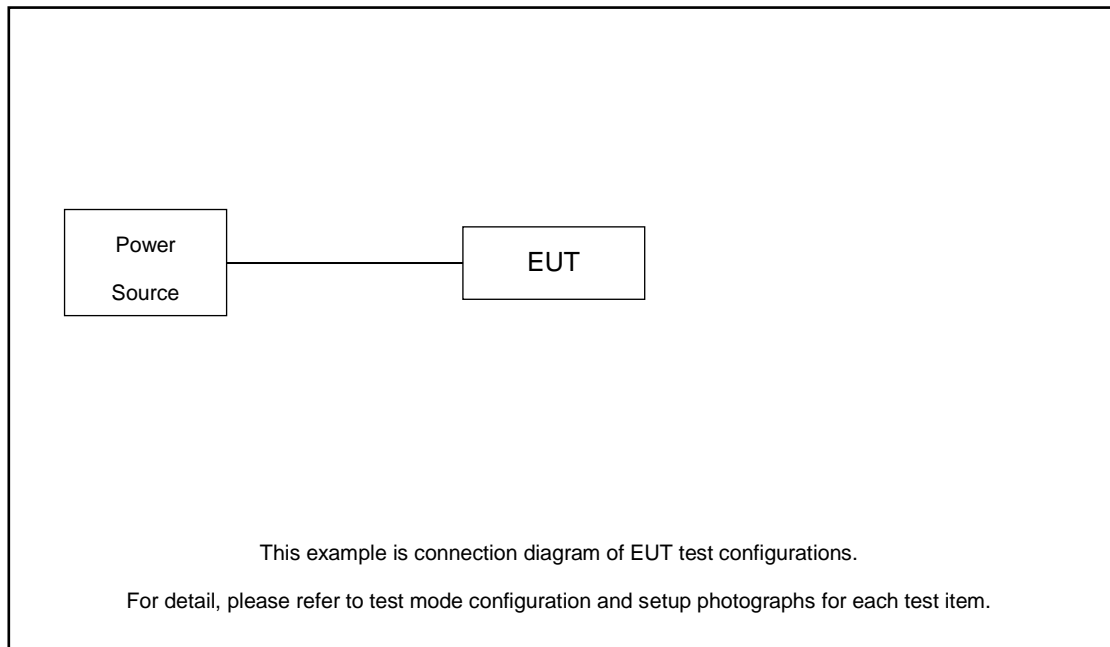 Power
Source
EUT
This example is connection diagram of EUT test configurations.
For detail, please refer to test mode configuration and setup photographs for each test item.